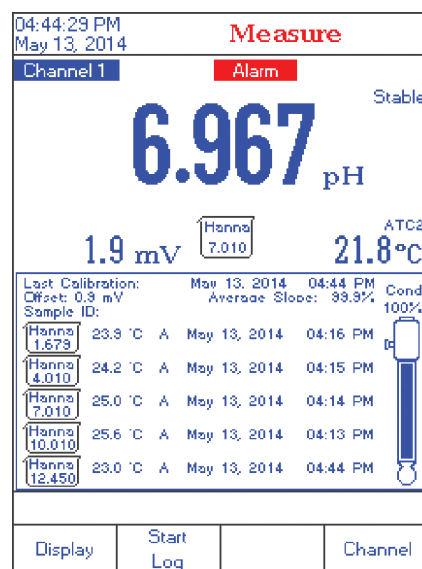 04:44:29 PM
May 13, 2014
Measure
Channel 1
Alarm
Stable
6.967 pH
ATC2
1.9 mV
Hanna
7.010
21.8°C
Last Calibration: May 13, 2014 04:44 PM
Offset: 0.9 mV Average Slope: 99.9%
Cond
100%
Sample ID:
Hanna
1.679
23.9 °C A May 13, 2014 04:16 PM
Hanna
4.010
24.2 °C A May 13, 2014 04:15 PM
Hanna
7.010
25.0 °C A May 13, 2014 04:14 PM
Hanna
10.010
25.6 °C A May 13, 2014 04:13 PM
Hanna
12.450
23.0 °C A May 13, 2014 04:44 PM
Display
Start
Log
Channel